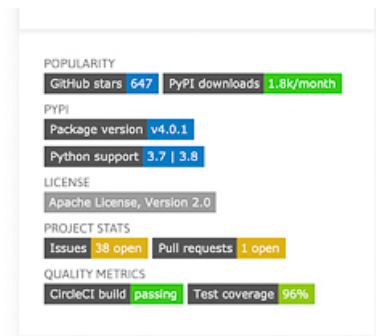 POPULARITY
GitHub stars 647 PyPI downloads 1.8k/month
PYPI
Package version v4.0.1
Python support 3.7 | 3.8
LICENSE
Apache License, Version 2.0
PROJECT STATS
Issues 38 open Pull requests 1 open
QUALITY METRICS
CircleCI build passing Test coverage 96%